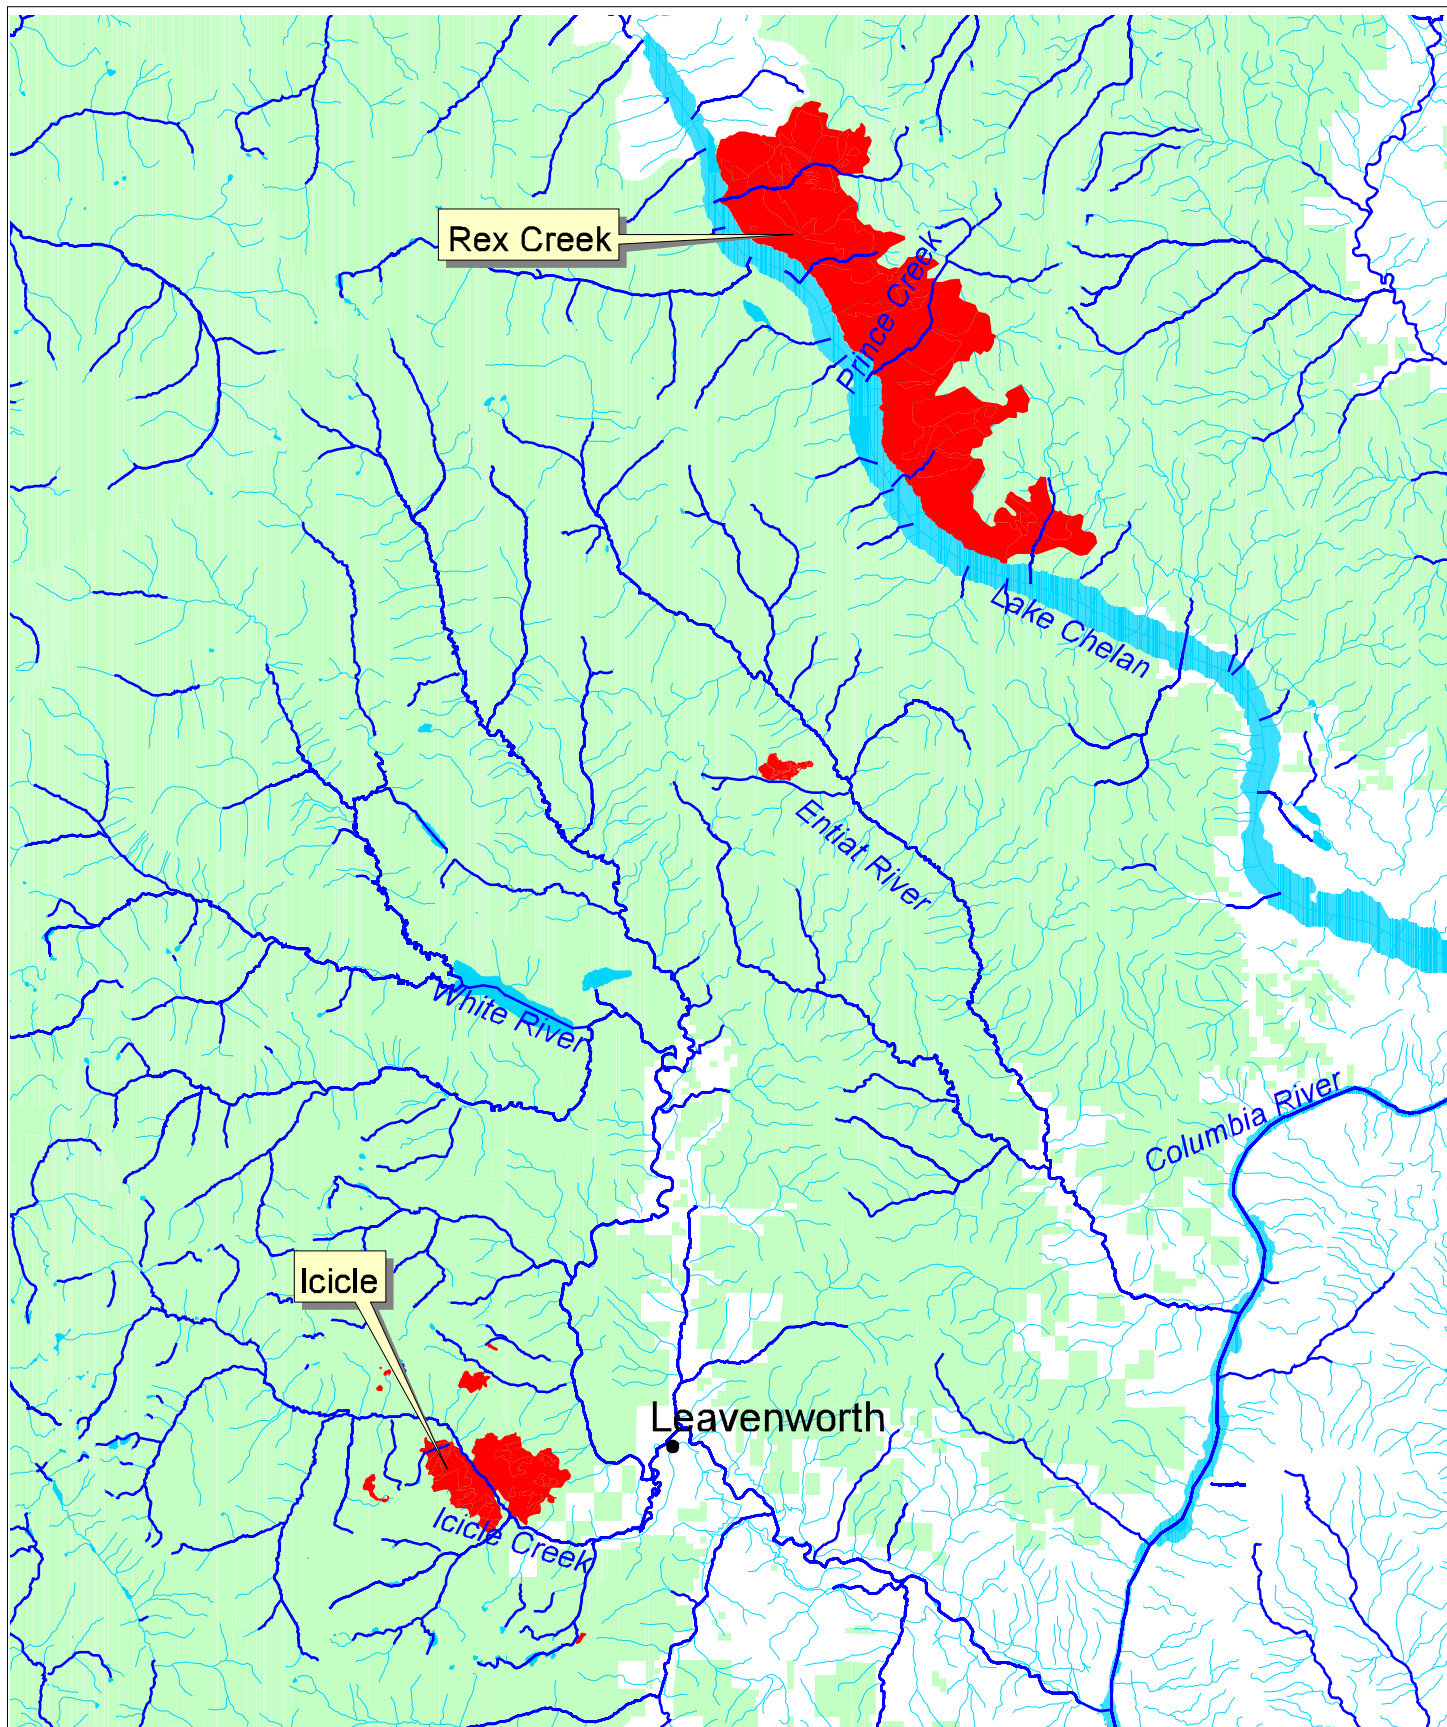 Rex Creek
Prince Creek
Lake Chelan
Entiat River
White River
Columbia River
Icicle
Leavenworth
Icicle Creek